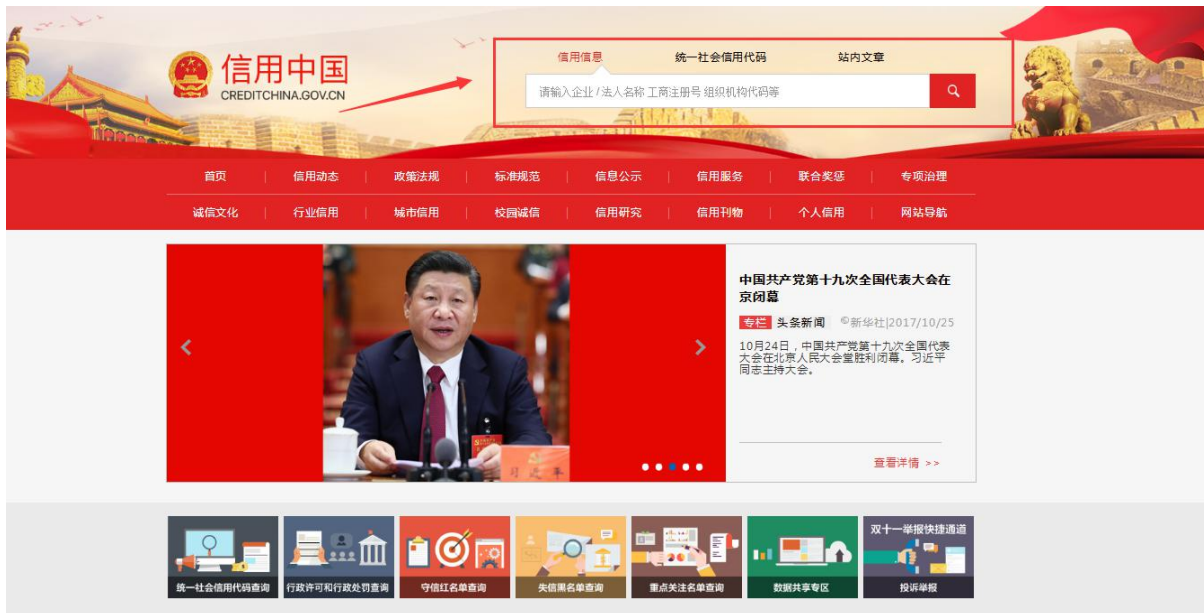 信用信息 统一社会信用代码 站内文章
信用中国
CREDITCHINA.GOV.CN
请输入企业/法人名称 工商注册号 组织机构代码等
首页 | 信用动态 | 政策法规 | 标准规范 | 信息公示 | 信用服务 | 联合奖惩 | 专项治理
诚信文化 | 行业信用 | 城市信用 | 校园诚信 | 信用研究 | 信用刊物 | 个人信用 | 网站导航
中国共产党第十九次全国代表大会在
京闭幕
专栏 头条新闻 ©新华社|2017/10/25
10月24日，中国共产党第十九次全国代表
大会在北京人民大会堂胜利闭幕。习近平
同志主持大会。
习近平
查看详情 >>
双十一举报快捷通道
统一社会信用代码查询 行政许可和行政处罚查询 守信红名单查询 失信黑名单查询 重点关注名单查询 数据共享专区 投诉举报